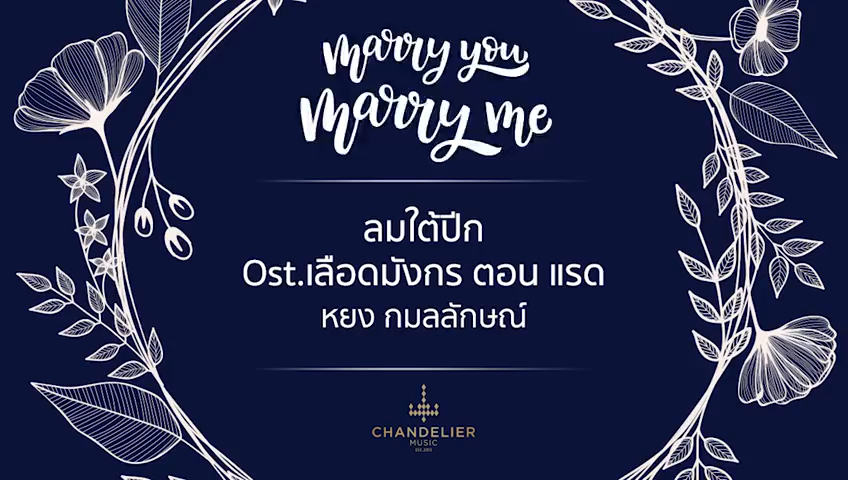 marry you
marry me
ลมใต้ปีก
Ost.เลือดมังกร ตอน แรด
หยง กมลลักษณ์
CHANDELIER
MUSIC